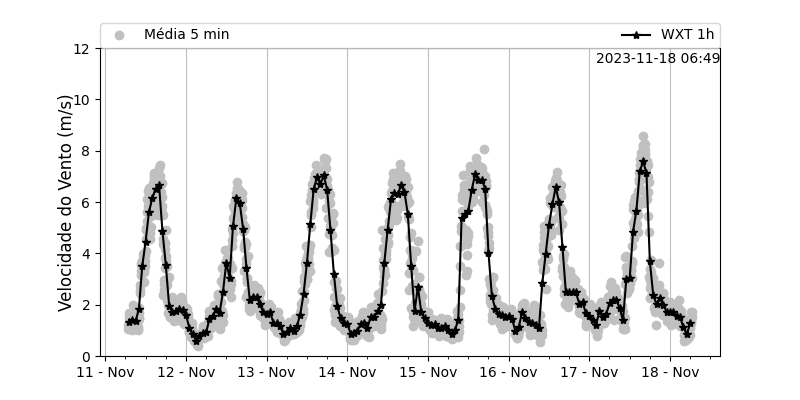 Média 5 min
WXT 1h
2023-11-18 06:49
Velocidade do Vento (m/s)
12
10
8
6
4
2
0
11 - Nov
12 - Nov
13 - Nov
14 - Nov
15 - Nov
16 - Nov
17 - Nov
18 - Nov